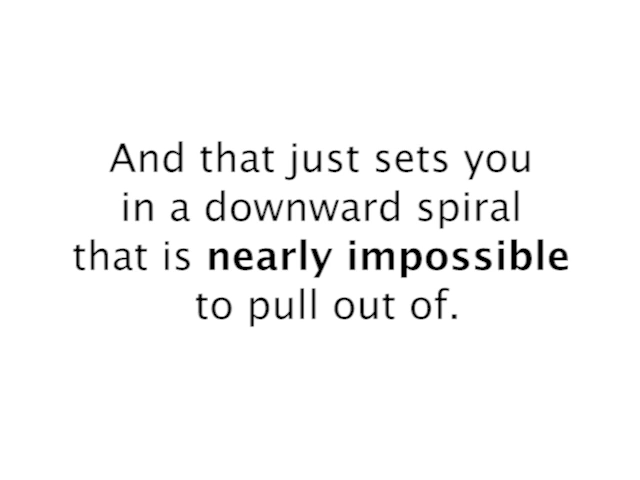 And that just sets you
in a downward spiral
that is nearly impossible
to pull out of.